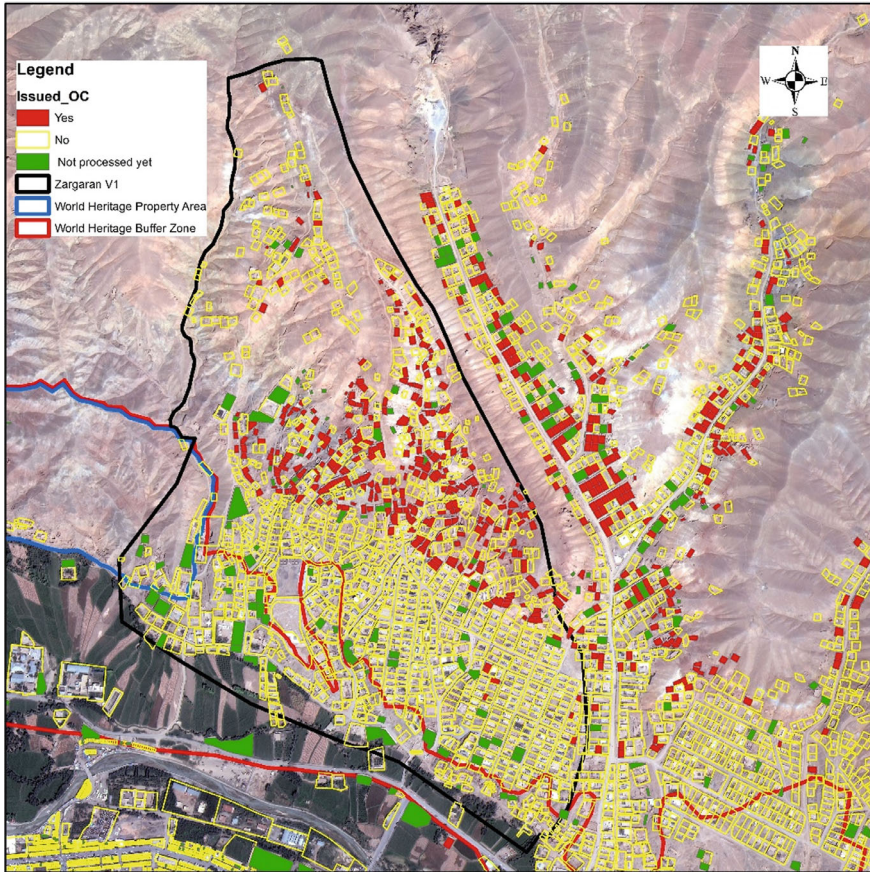 Legend
Issued_OC
Yes
No
Not processed yet
Zargaran V1
World Heritage Property Area
World Heritage Buffer Zone
N
W E
S